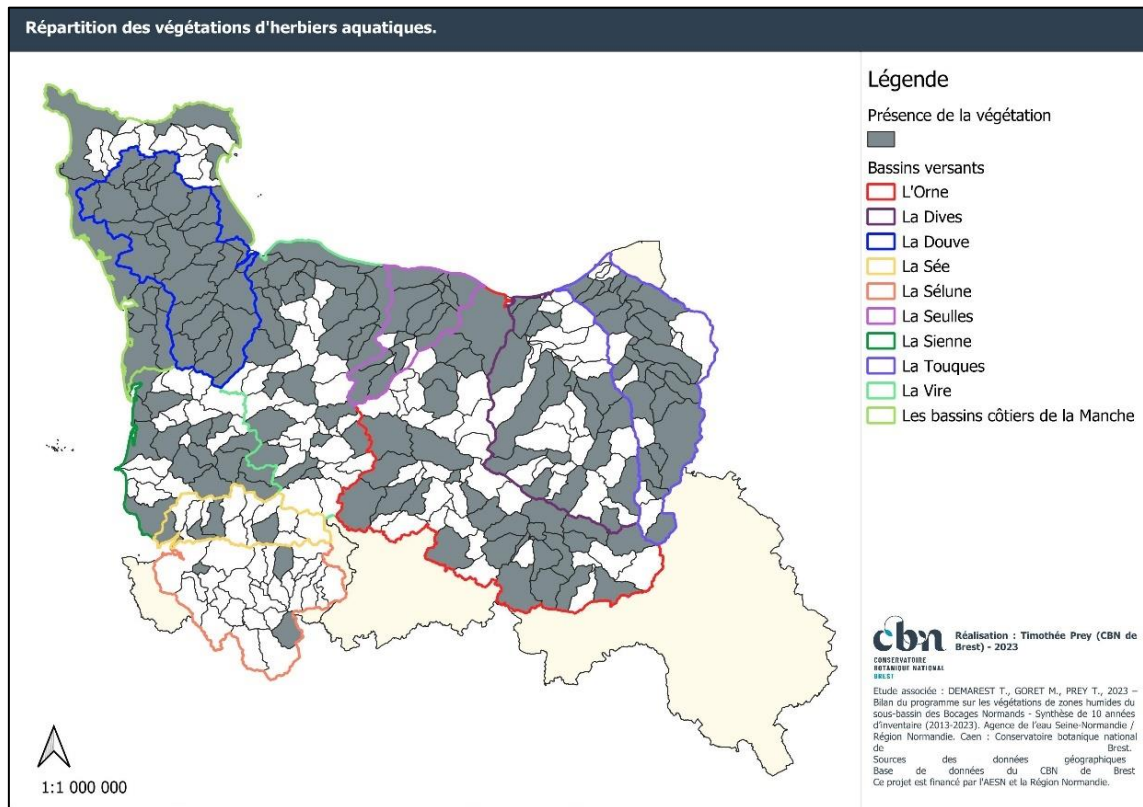 Répartition des végétations d'herbiers aquatiques.
Légende
Présence de la végétation
Bassins versants
L'Orne
La Dives
La Douve
La Sée
La Sélune
La Seulles
La Sienne
La Touques
La Vire
Les bassins côtiers de la Manche
cbn
CONSERVATOIRE
BOTANIQUE NATIONAL
BREST
Réalisation : Timothée Prey (CBN de
Brest) - 2023
Etude associée : DEMAREST T., GORET M., PREY T., 2023 –
Bilan du programme sur les végétations de zones humides du
sous-bassin des Bocages Normands - Synthèse de 10 années
d'inventaire (2013-2023). Agence de l'eau Seine-Normandie /
Région Normandie. Caen : Conservatoire botanique national
de Brest.
Sources des données géographiques
Base de données du CBN de Brest
Ce projet est financé par l'AESN et la Région Normandie.
1:1 000 000